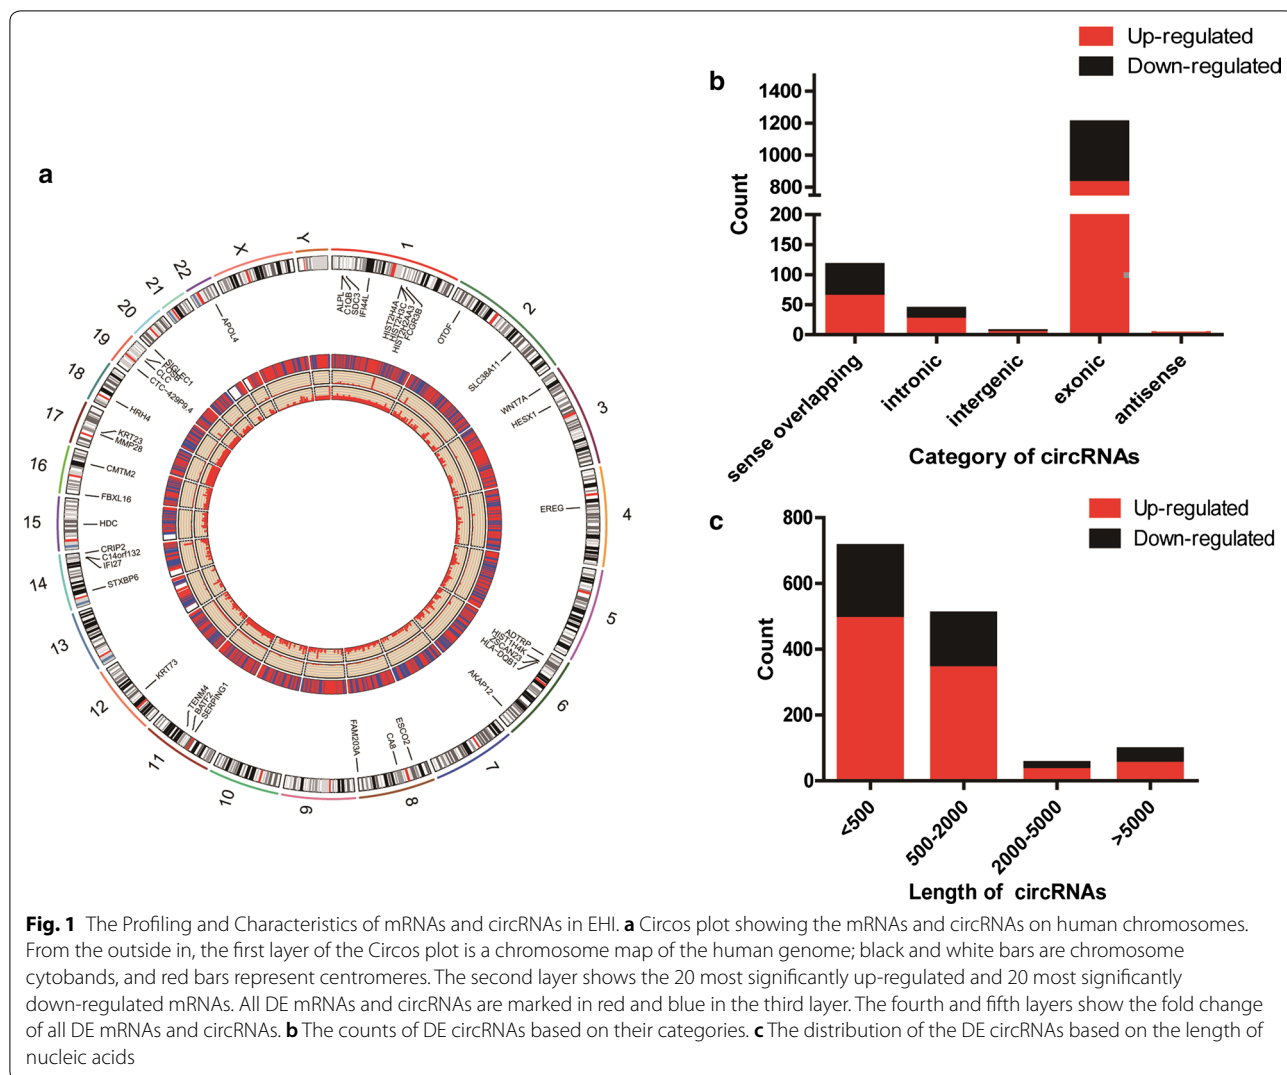 a
1
2
3
4
5
6
7
8
9
10
11
12
13
14
15
16
17
18
19
20
21
22
X
Y
ALPL
C1QB
SDC3
IFI44L
HIST2H4A
HIST2H3C
HIST2H2AA3
FCGR3B
OTOF
SLC38A11
WNT7A
HESX1
EREG
ADTRP
HIST1H4K
ZSCAN23
HLA-DQB1
AKAP12
ESCO2
CA8
FAM203A
TENM4
BATF2
SERPING1
KRT73
STXBP6
CRIP2
C14orf132
IFI27
HDC
FBXL16
CMTM2
KRT23
MMP28
HRH4
SIGLEC1
FOSB
CLC
CTC-429P9.4
APOL4
b
Up-regulated
Down-regulated
Count
1400
1200
1000
800
200
150
100
50
0
sense overlapping
intronic
intergenic
exonic
antisense
Category of circRNAs
c
Up-regulated
Down-regulated
Count
800
600
400
200
0
<500
500-2000
2000-5000
>5000
Length of circRNAs
Fig. 1 The Profiling and Characteristics of mRNAs and circRNAs in EHI. a Circos plot showing the mRNAs and circRNAs on human chromosomes.
From the outside in, the first layer of the Circos plot is a chromosome map of the human genome; black and white bars are chromosome
cytobands, and red bars represent centromeres. The second layer shows the 20 most significantly up-regulated and 20 most significantly
down-regulated mRNAs. All DE mRNAs and circRNAs are marked in red and blue in the third layer. The fourth and fifth layers show the fold change
of all DE mRNAs and circRNAs. b The counts of DE circRNAs based on their categories. c The distribution of the DE circRNAs based on the length of
nucleic acids